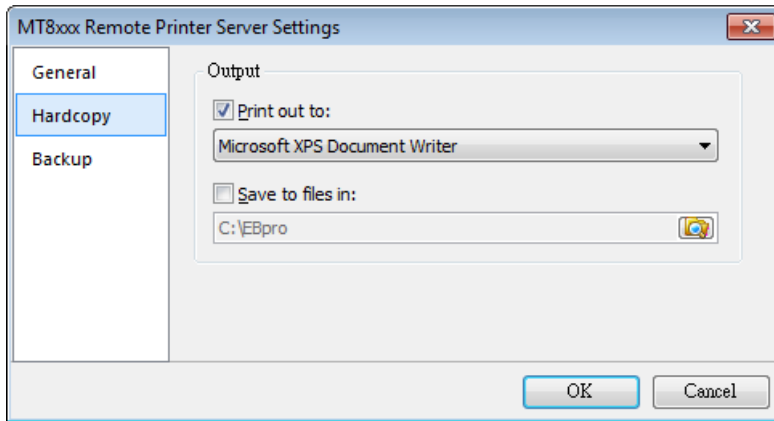 MT8xxx Remote Printer Server Settings
General
Hardcopy
Backup
Output
Print out to:
Microsoft XPS Document Writer
Save to files in:
C:\EBpro
OK
Cancel